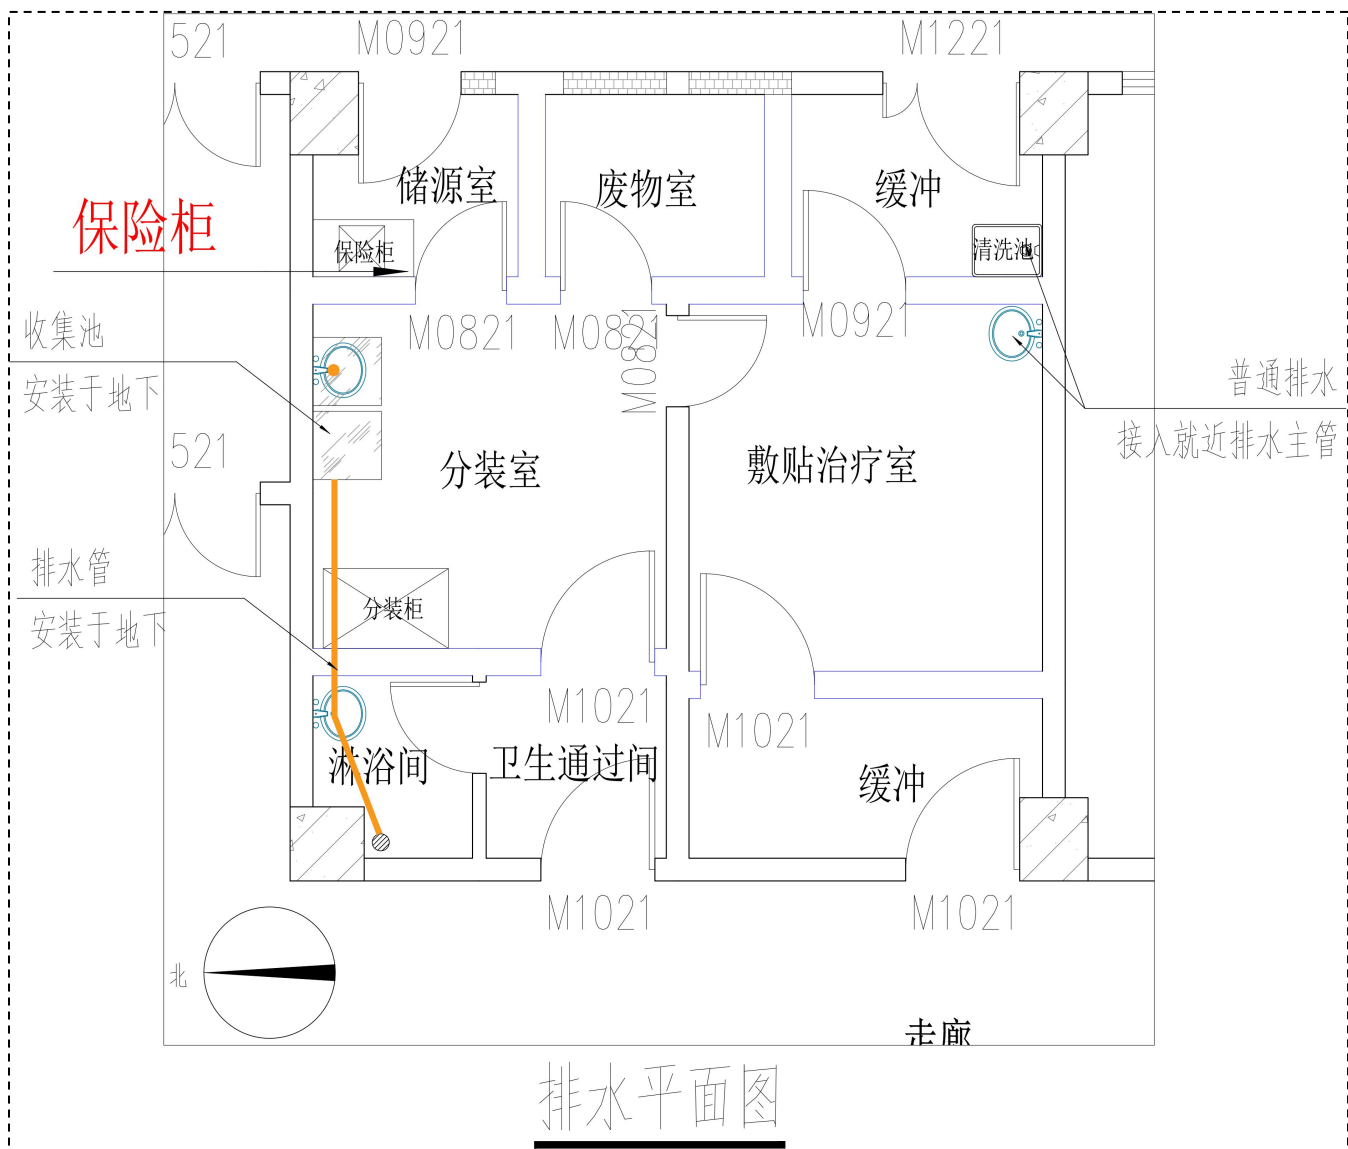 521
M0921
M1221
储源室
废物室
缓冲
保险柜
保险柜
清洗池
M0821
M0821
M0921
M0821
收集池
安装于地下
普通排水
接入就近排水主管
521
分装室
敷贴治疗室
排水管
安装于地下
分装柜
M1021
M1021
淋浴间
卫生通过间
缓冲
M1021
M1021
北
走廊
排水平面图